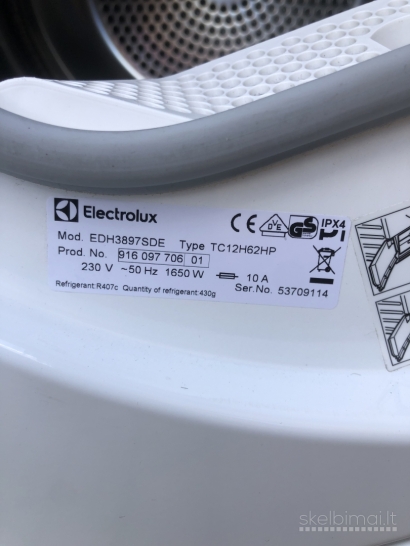 Electrolux
IPX4
Mod. EDH3897SDE Type TC12H62HP
Prod. No. 916 097 706 01
230 V ~50 Hz 1650 W 10 A
Ser.No. 53709114
Refrigerant:R407c Quantity of refrigerant:430g
skelbimai.lt